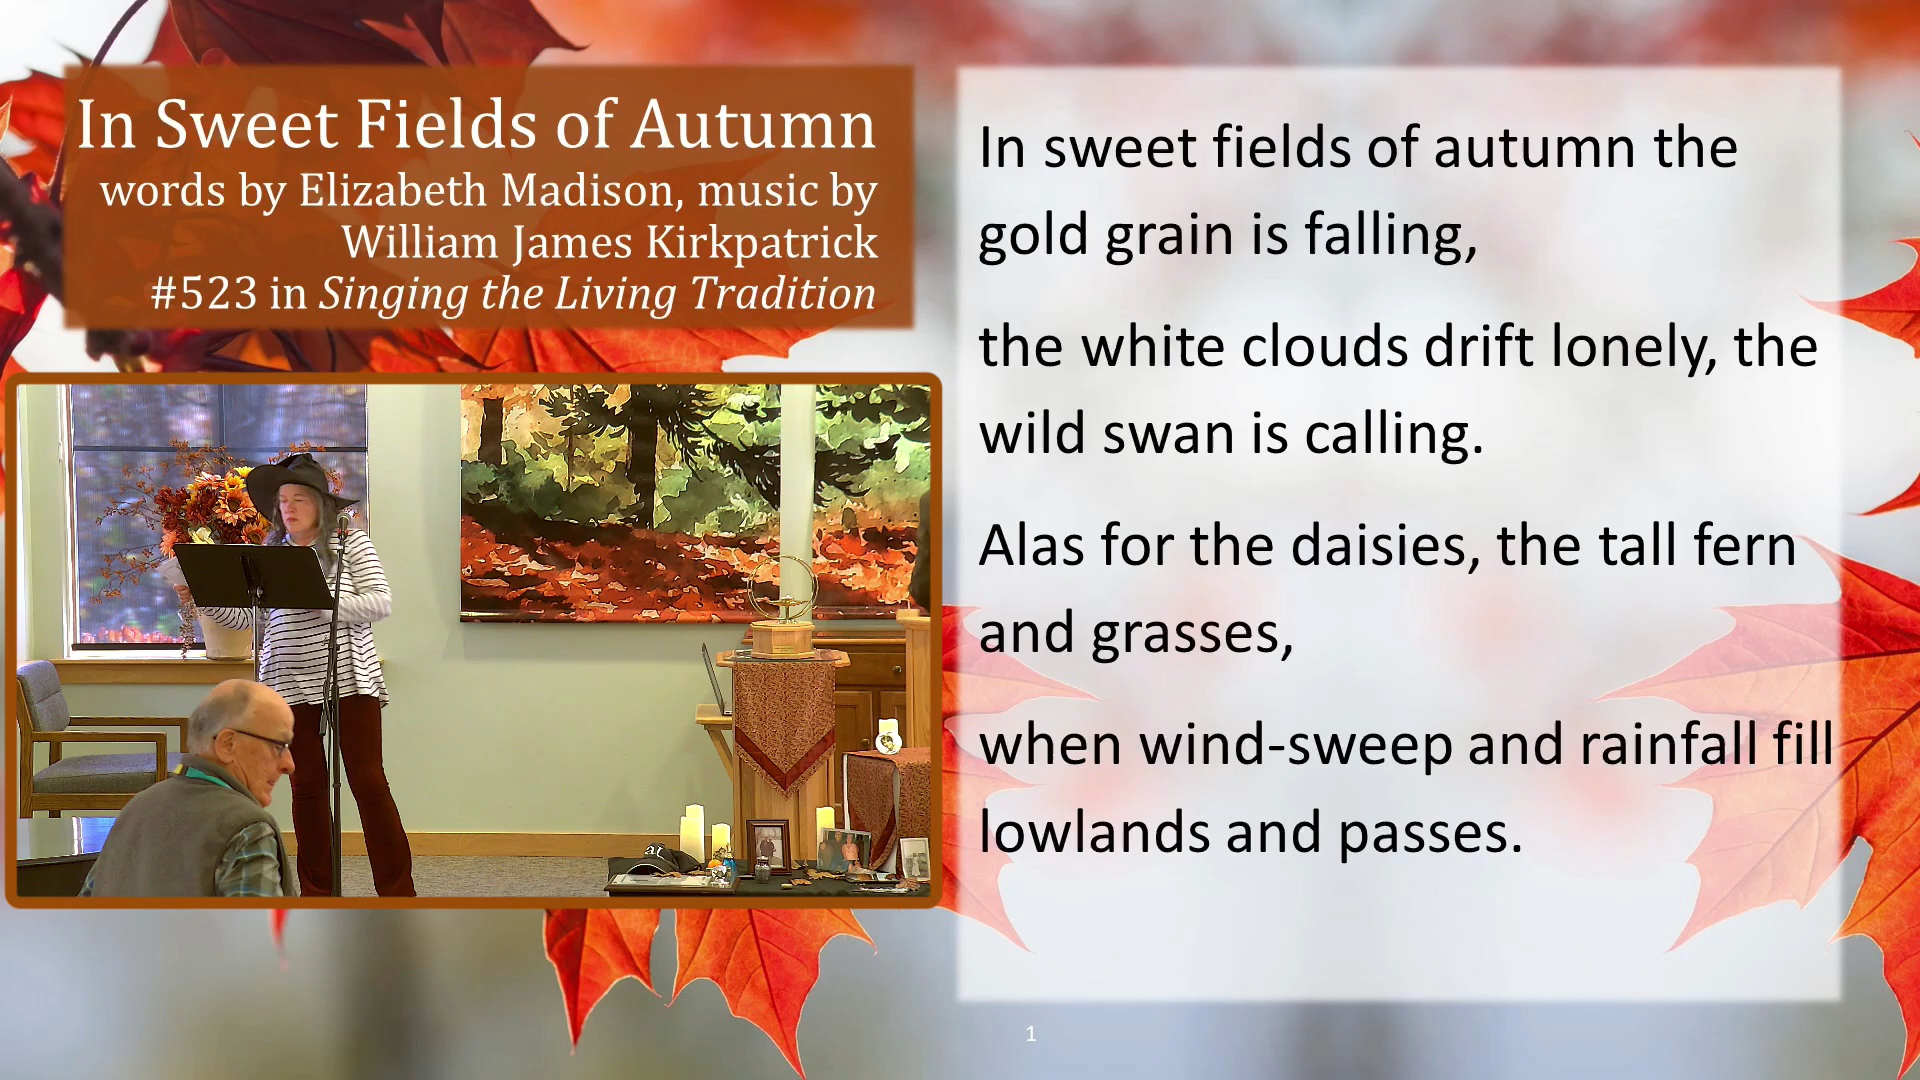 In Sweet Fields of Autumn
words by Elizabeth Madison, music by
William James Kirkpatrick
#523 in Singing the Living Tradition
In sweet fields of autumn the
gold grain is falling,
the white clouds drift lonely, the
wild swan is calling.
Alas for the daisies, the tall fern
and grasses,
when wind-sweep and rainfall fill
lowlands and passes.
1